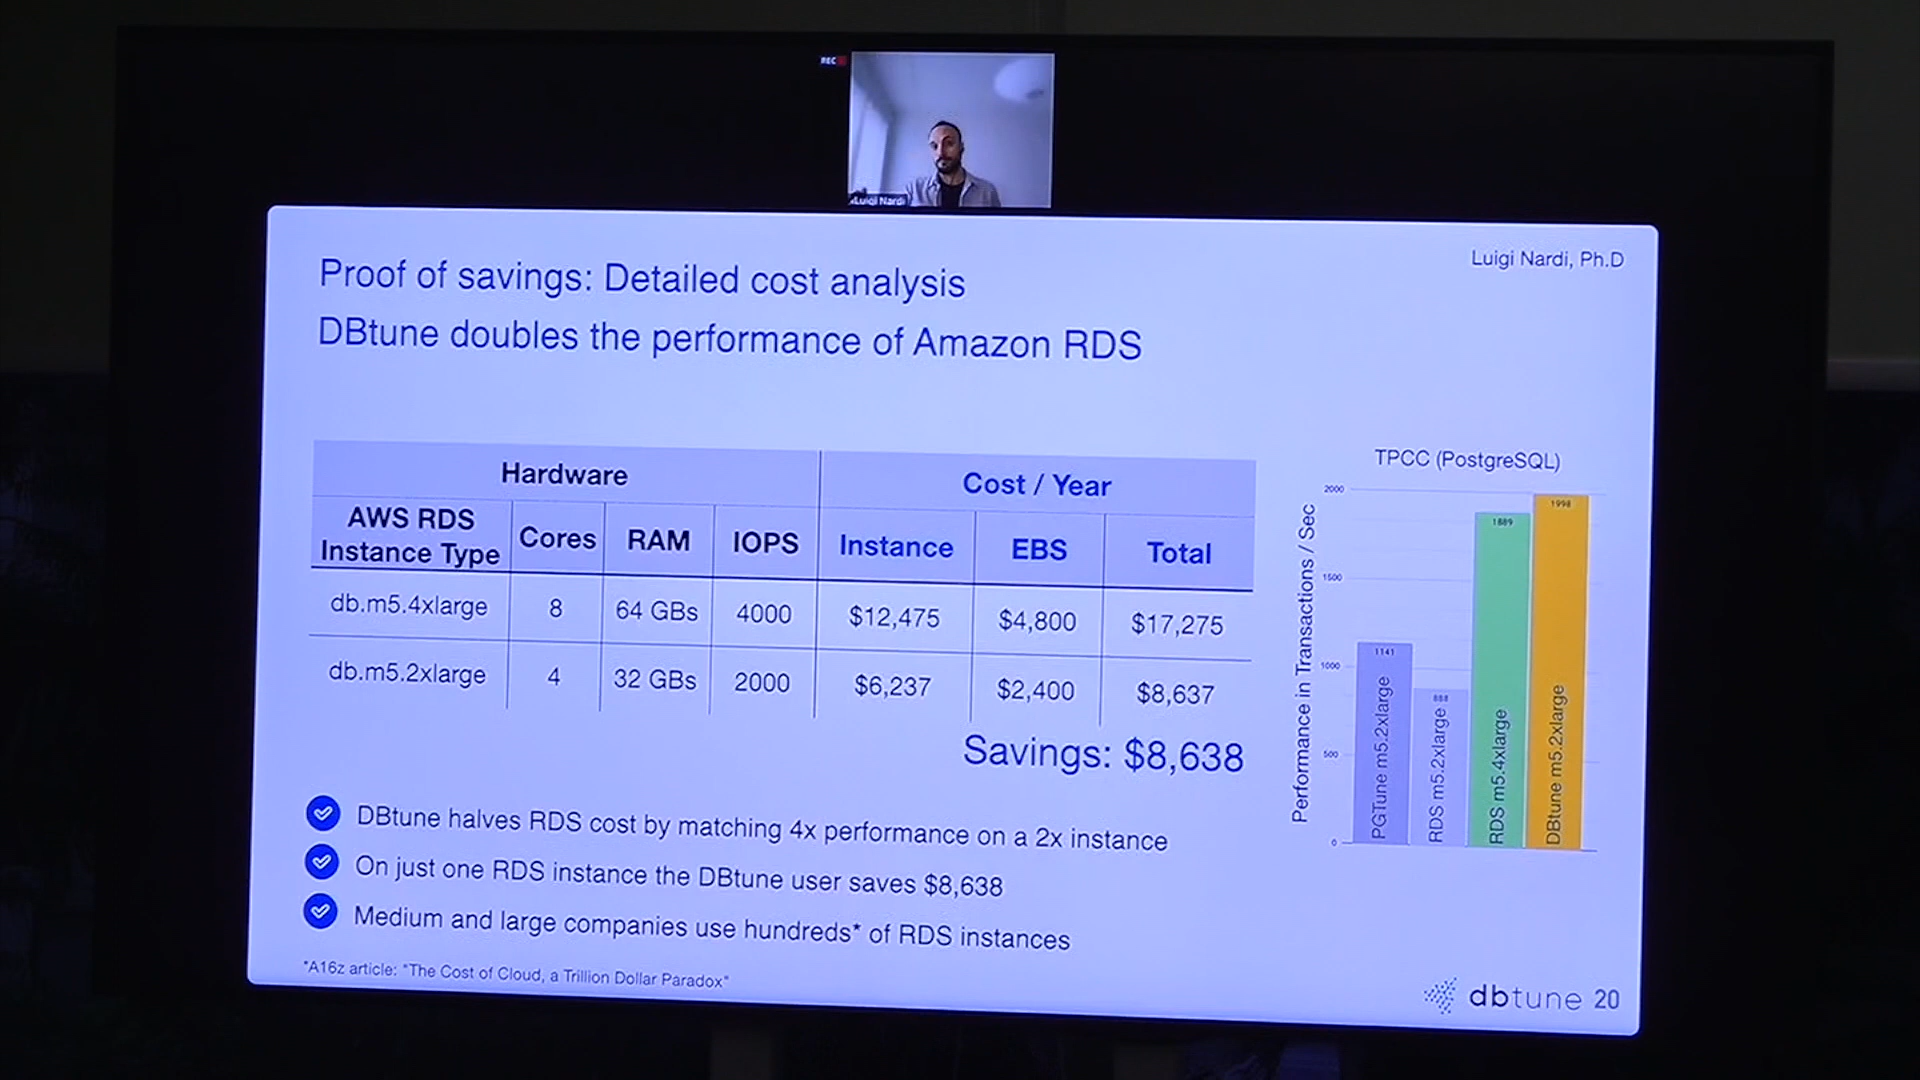 REC
Luigi Nardi
Luigi Nardi, Ph.D
Proof of savings: Detailed cost analysis
DBtune doubles the performance of Amazon RDS
Hardware
Cost / Year
AWS RDS
Instance Type
Cores
RAM
IOPS
Instance
EBS
Total
db.m5.4xlarge
8
64 GBs
4000
$12,475
$4,800
$17,275
db.m5.2xlarge
4
32 GBs
2000
$6,237
$2,400
$8,637
Savings: $8,638
TPCC (PostgreSQL)
Performance in Transactions / Sec
2000
1500
1000
500
0
1141
PGTune m5.2xlarge
888
RDS m5.2xlarge
1889
RDS m5.4xlarge
1998
DBtune m5.2xlarge
DBtune halves RDS cost by matching 4x performance on a 2x instance
On just one RDS instance the DBtune user saves $8,638
Medium and large companies use hundreds* of RDS instances
*A16z article: "The Cost of Cloud, a Trillion Dollar Paradox"
dbtune 20